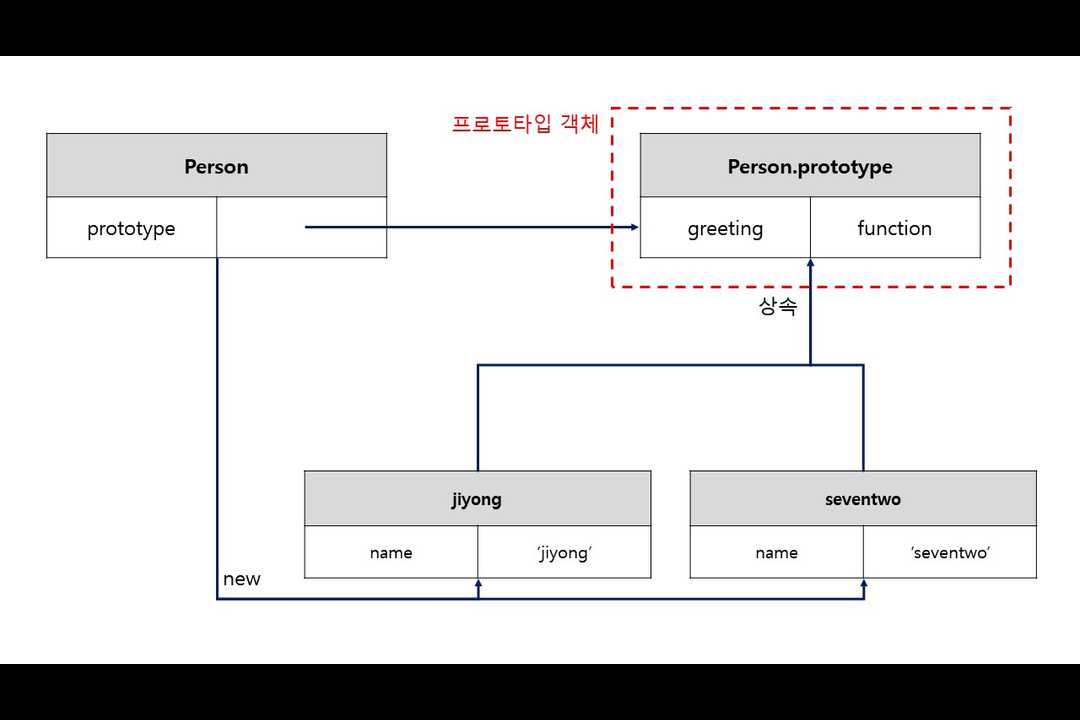 프로토타입 객체
Person
Person.prototype
prototype
greeting
function
상속
jiyong
seventwo
name
‘jiyong’
name
‘seventwo’
new